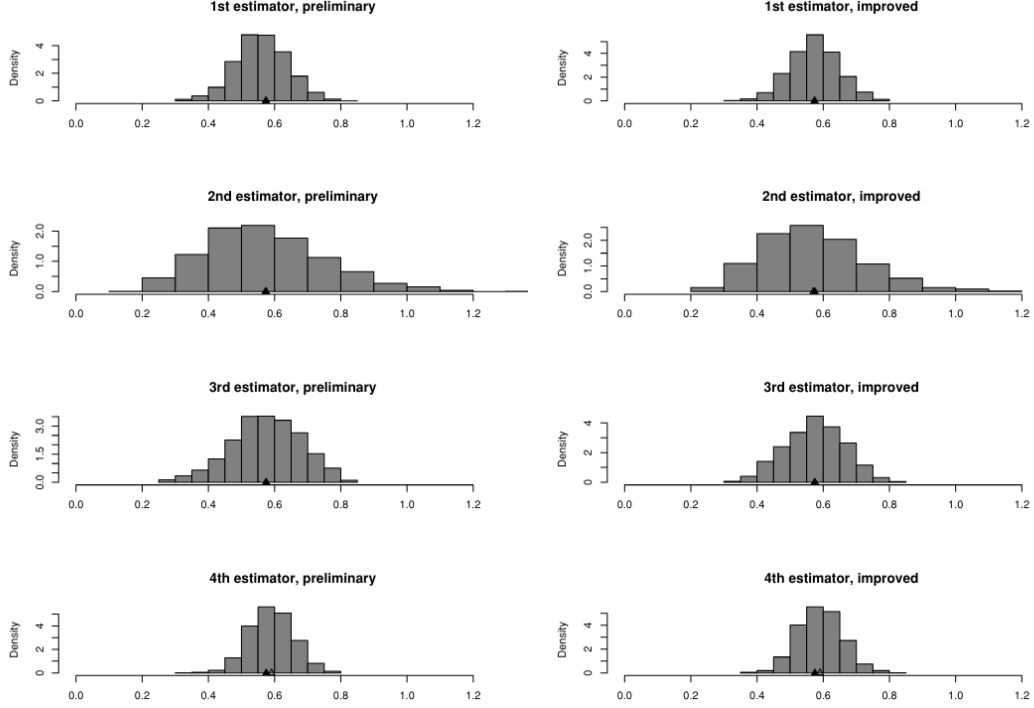 1st estimator, preliminary
Density
0 2 4
0.0 0.2 0.4 0.6 0.8 1.0 1.2
1st estimator, improved
Density
0 2 4
0.0 0.2 0.4 0.6 0.8 1.0 1.2
2nd estimator, preliminary
Density
0.0 1.0 2.0
0.0 0.2 0.4 0.6 0.8 1.0 1.2
2nd estimator, improved
Density
0.0 1.0 2.0
0.0 0.2 0.4 0.6 0.8 1.0 1.2
3rd estimator, preliminary
Density
0.0 1.5 3.0
0.0 0.2 0.4 0.6 0.8 1.0 1.2
3rd estimator, improved
Density
0 2 4
0.0 0.2 0.4 0.6 0.8 1.0 1.2
4th estimator, preliminary
Density
0 2 4
0.0 0.2 0.4 0.6 0.8 1.0 1.2
4th estimator, improved
Density
0 2 4
0.0 0.2 0.4 0.6 0.8 1.0 1.2